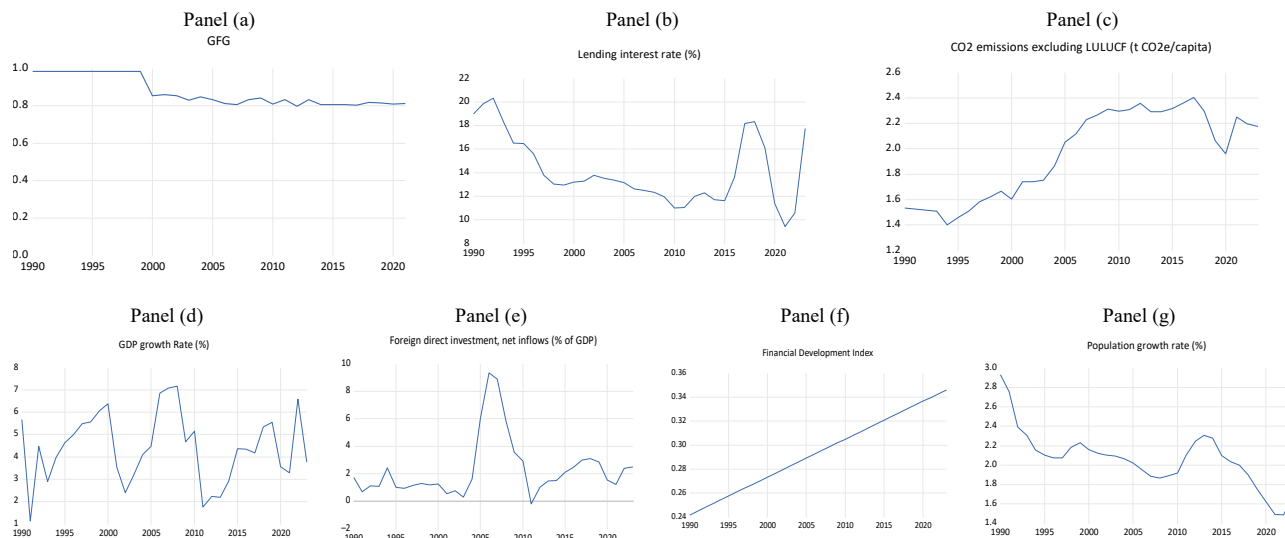 Panel (a)
GFG
1.0
0.8
0.6
0.4
0.2
0.0
1990 1995 2000 2005 2010 2015 2020
Panel (b)
Lending interest rate (%)
22
20
18
16
14
12
10
8
1990 1995 2000 2005 2010 2015 2020
Panel (c)
CO2 emissions excluding LULUCF (t CO2e/capita)
2.6
2.4
2.2
2.0
1.8
1.6
1.4
1.2
1990 1995 2000 2005 2010 2015 2020
Panel (d)
GDP growth Rate (%)
8
7
6
5
4
3
2
1
1990 1995 2000 2005 2010 2015 2020
Panel (e)
Foreign direct investment, net inflows (% of GDP)
10
8
6
4
2
0
−2
1990 1995 2000 2005 2010 2015 2020
Panel (f)
Financial Development Index
0.36
0.34
0.32
0.30
0.28
0.26
0.24
1990 1995 2000 2005 2010 2015 2020
Panel (g)
Population growth rate (%)
3.0
2.8
2.6
2.4
2.2
2.0
1.8
1.6
1.4
1990 1995 2000 2005 2010 2015 2020